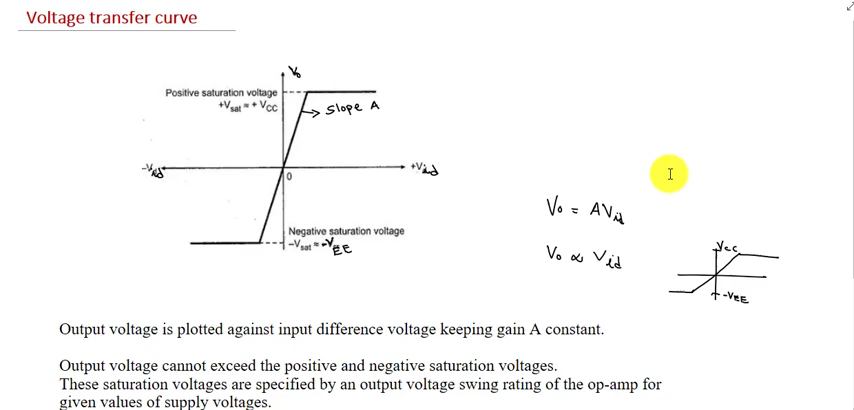 Voltage transfer curve
Vo
Positive saturation voltage
+Vsat ≈ + VCC
Slope A
-Vid
+Vid
0
Negative saturation voltage
-Vsat ≈ -VEE
Vo = AVid
Vo ∝ Vid
VCC
-VEE
Output voltage is plotted against input difference voltage keeping gain A constant.
Output voltage cannot exceed the positive and negative saturation voltages.
These saturation voltages are specified by an output voltage swing rating of the op-amp for
given values of supply voltages.